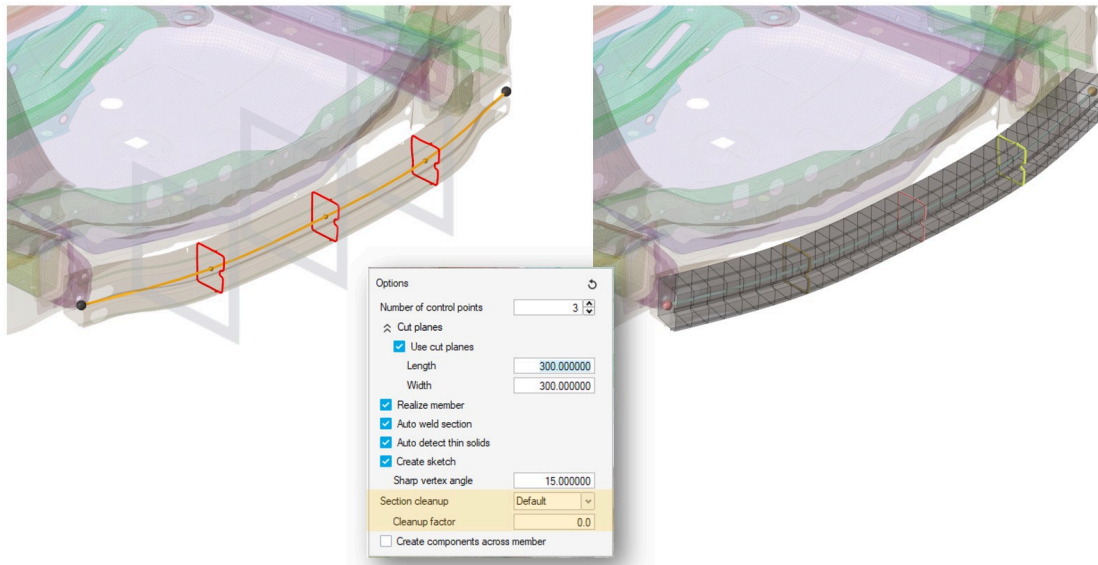 Options
Number of control points 3
Cut planes
Use cut planes
Length 300.000000
Width 300.000000
Realize member
Auto weld section
Auto detect thin solids
Create sketch
Sharp vertex angle 15.000000
Section cleanup Default
Cleanup factor 0.0
Create components across member